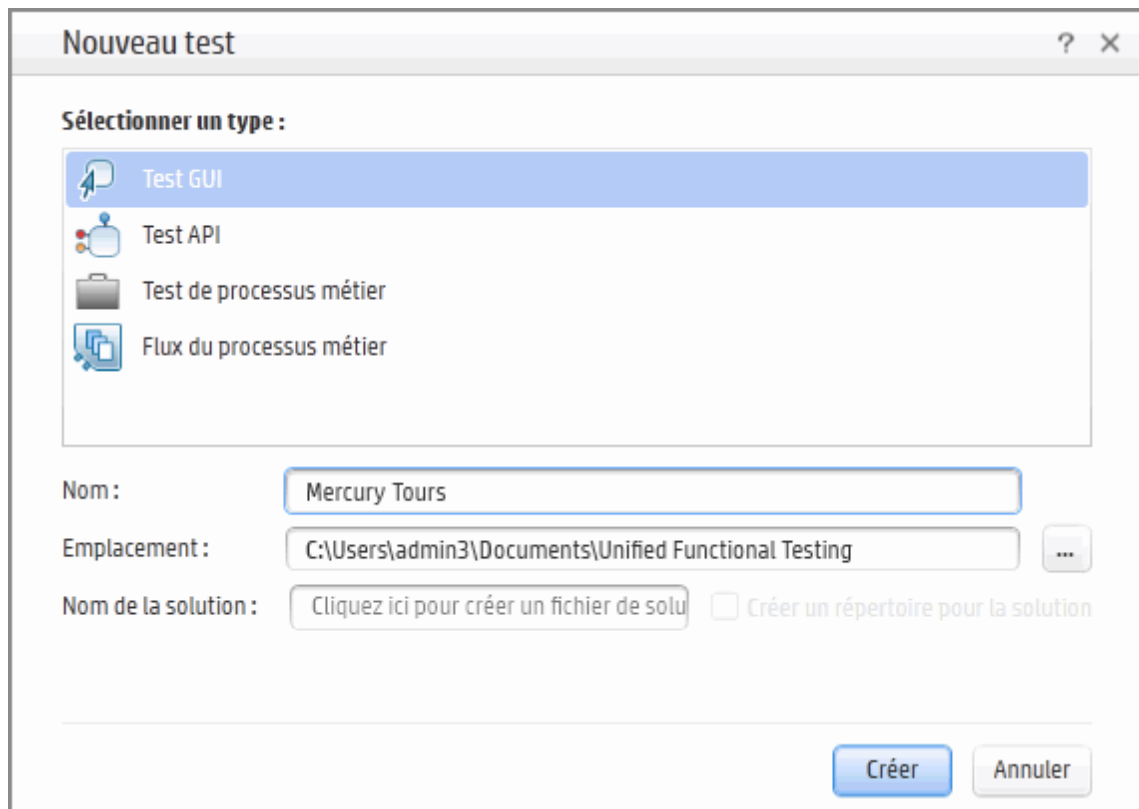 Nouveau test ?
Sélectionner un type :
Test GUI
Test API
Test de processus métier
Flux du processus métier
Nom : Mercury Tours
Emplacement : C:\Users\admin3\Documents\Unified Functional Testing ...
Nom de la solution : Cliquez ici pour créer un fichier de solu Créer un répertoire pour la solution
Créer Annuler